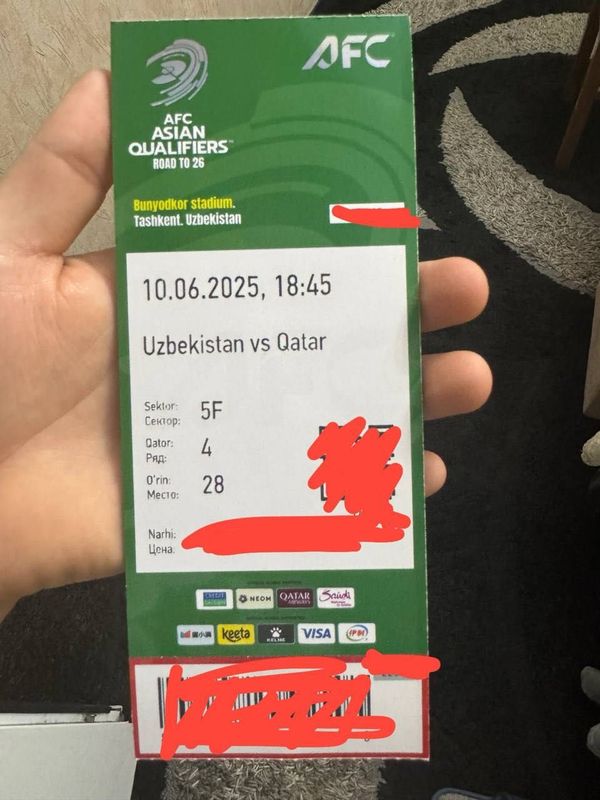 AFC
AFC
ASIAN
QUALIFIERS™
ROAD TO 26
Bunyodkor stadium.
Tashkent. Uzbekistan
10.06.2025, 18:45
Uzbekistan vs Qatar
Sektor: 5F
Сектор:
Qator: 4
Ряд:
O'rin: 28
Место:
Narhi:
Цена:
NEOM QATAR AIRWAYS Saudi
keeta KELME VISA